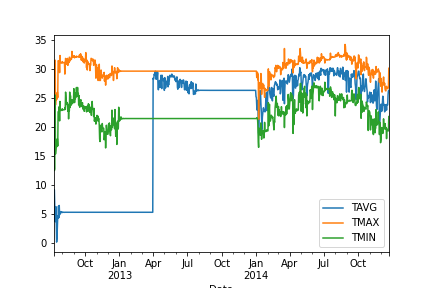 35
30
25
20
15
10
5
0
Oct
Jan
2013
Apr
Jul
Oct
Jan
2014
Apr
Jul
Oct
TAVG
TMAX
TMIN
Date